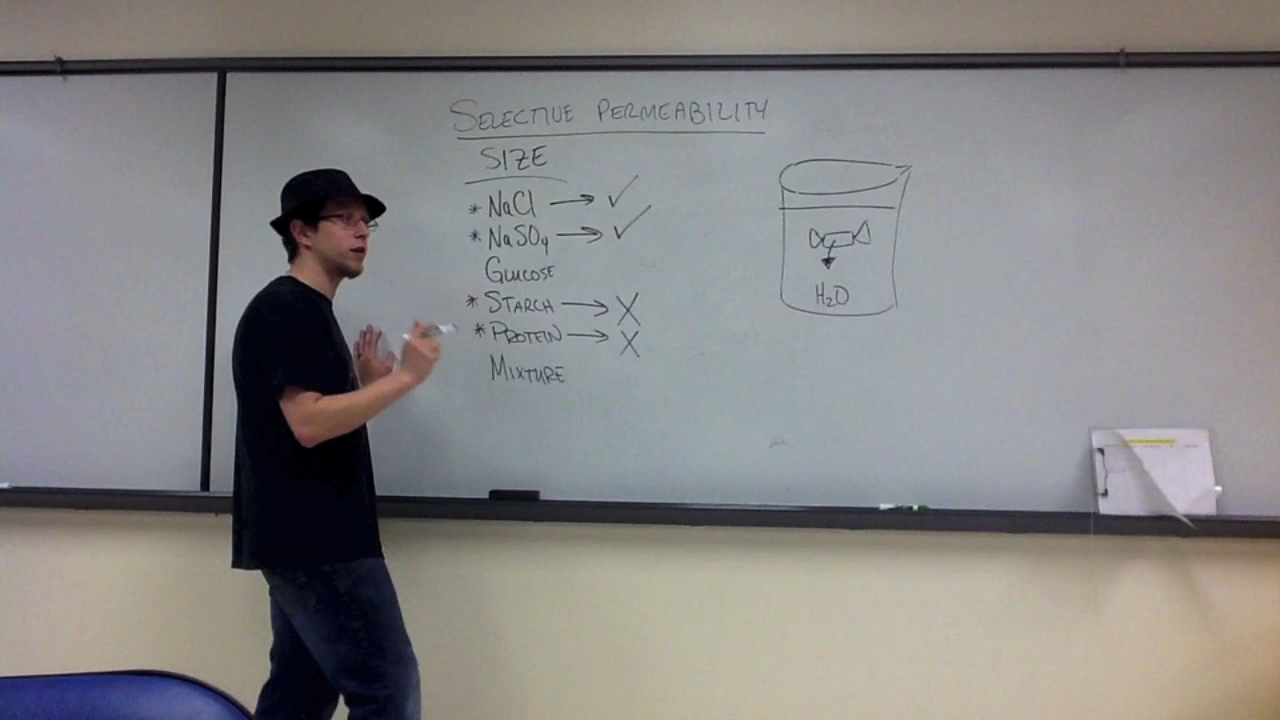 SELECTIVE PERMEABILITY
SIZE
* NaCl → ✓
* NaSO₄ → ✓
GLUCOSE
* STARCH → X
* PROTEIN → X
MIXTURE
H₂O